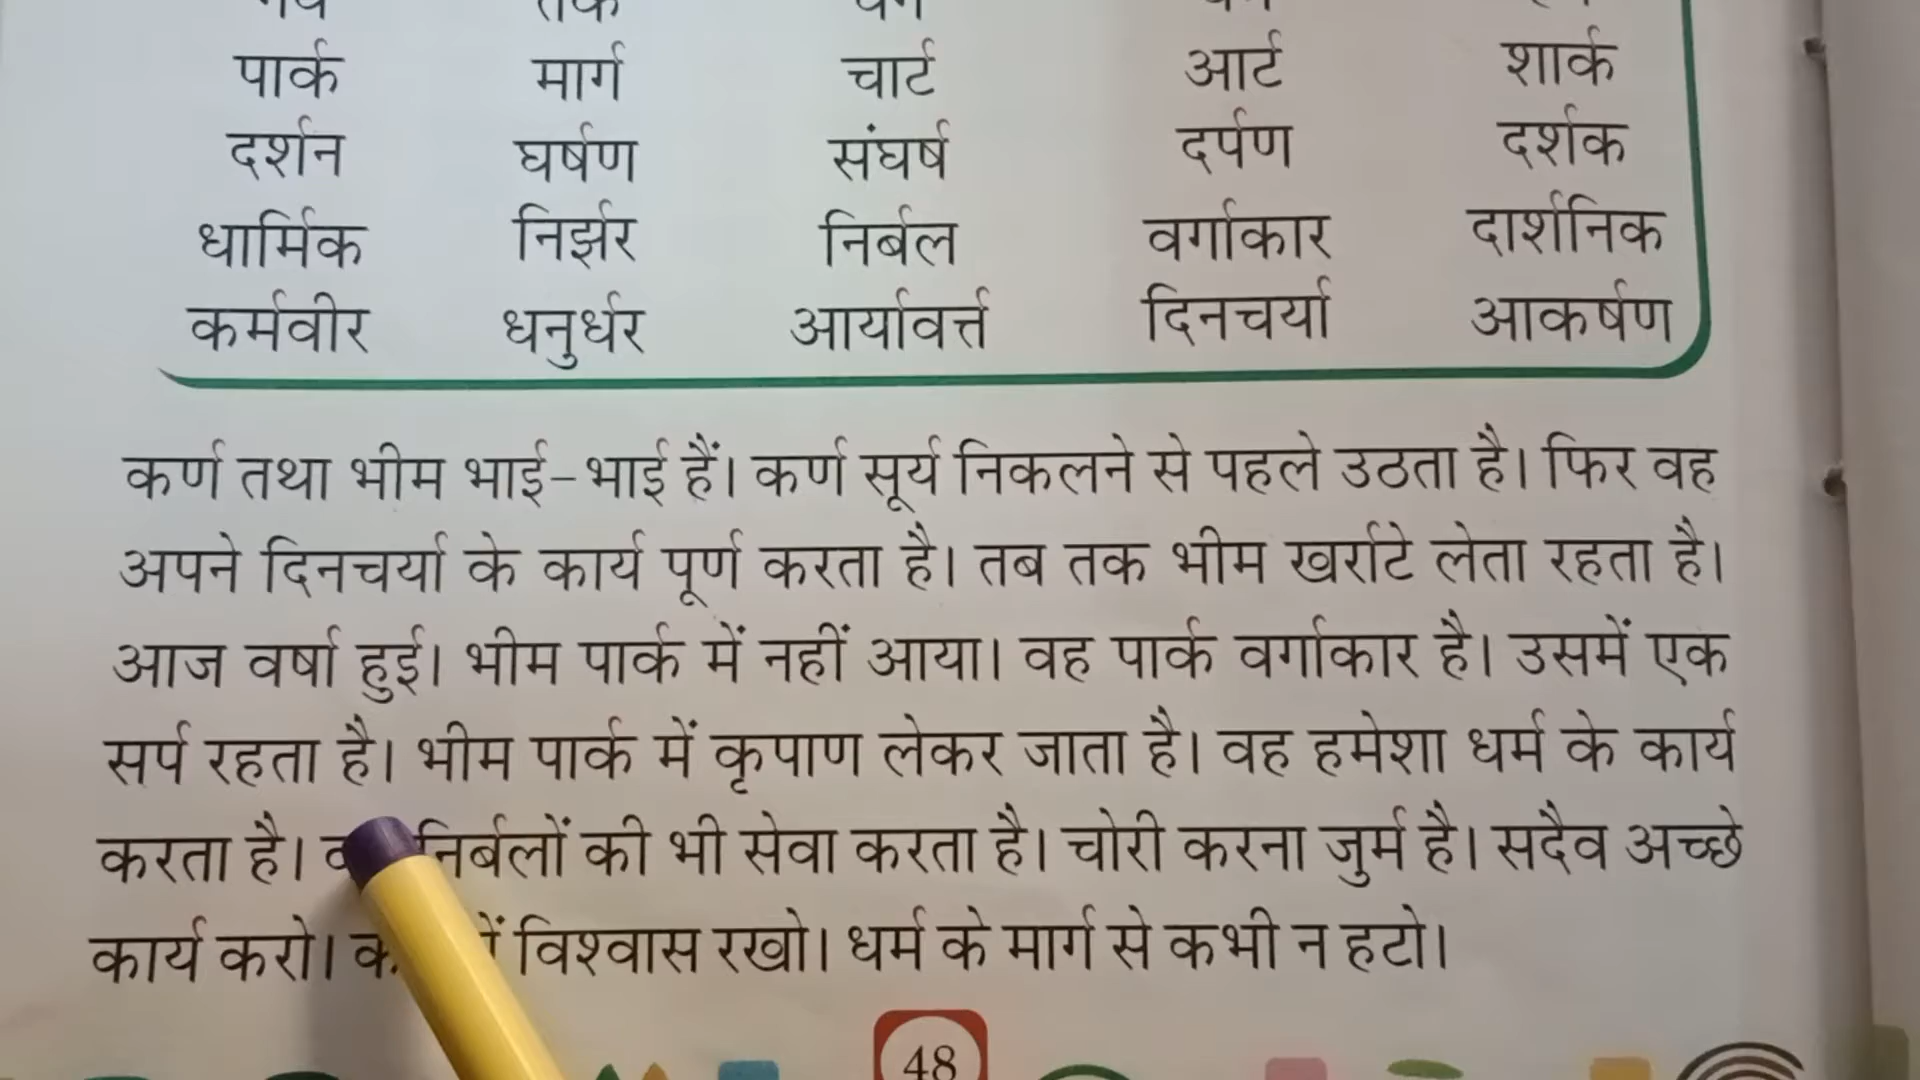 पार्क मार्ग चार्ट आर्ट शार्क
दर्शन घर्षण संघर्ष दर्पण दर्शक
धार्मिक निर्झर निर्बल वर्गाकार दार्शनिक
कर्मवीर धनुर्धर आर्यावर्त्त दिनचर्या आकर्षण
कर्ण तथा भीम भाई-भाई हैं। कर्ण सूर्य निकलने से पहले उठता है। फिर वह
अपने दिनचर्या के कार्य पूर्ण करता है। तब तक भीम खर्राटे लेता रहता है।
आज वर्षा हुई। भीम पार्क में नहीं आया। वह पार्क वर्गाकार है। उसमें एक
सर्प रहता है। भीम पार्क में कृपाण लेकर जाता है। वह हमेशा धर्म के कार्य
करता है। निर्बलों की भी सेवा करता है। चोरी करना जुर्म है। सदैव अच्छे
कार्य करो। विश्वास रखो। धर्म के मार्ग से कभी न हटो।
48